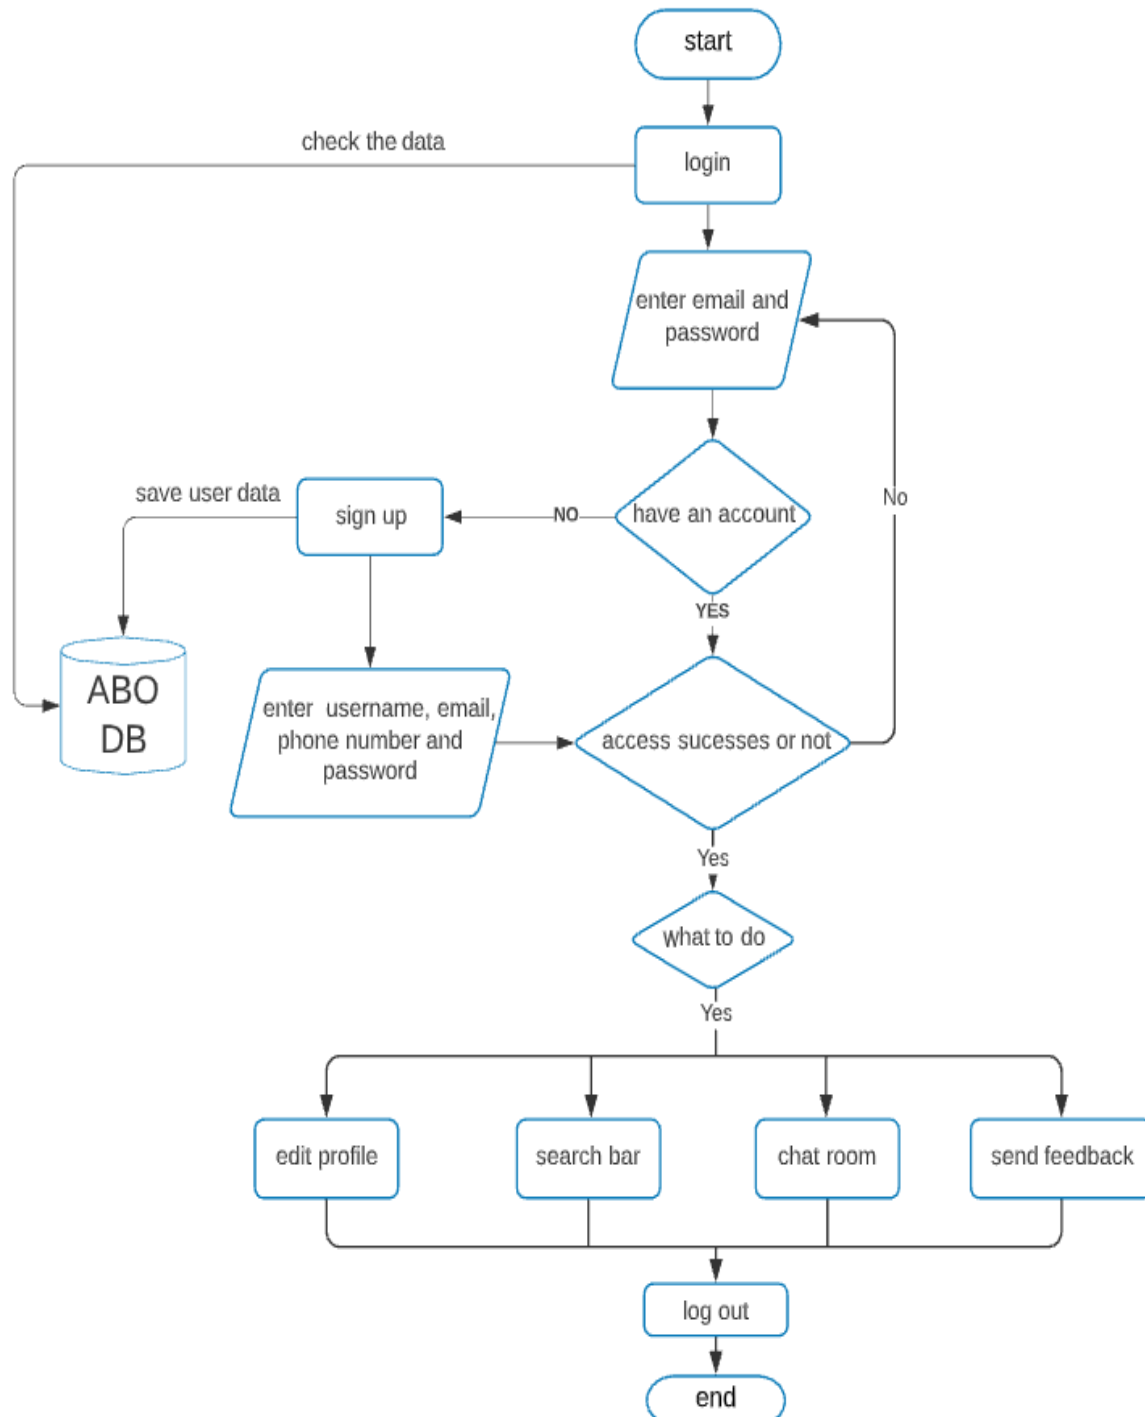 start
check the data
login
enter email and
password
No
save user data
sign up
NO
have an account
YES
ABO
DB
enter username, email,
phone number and
password
access sucesses or not
Yes
what to do
Yes
edit profile
search bar
chat room
send feedback
log out
end